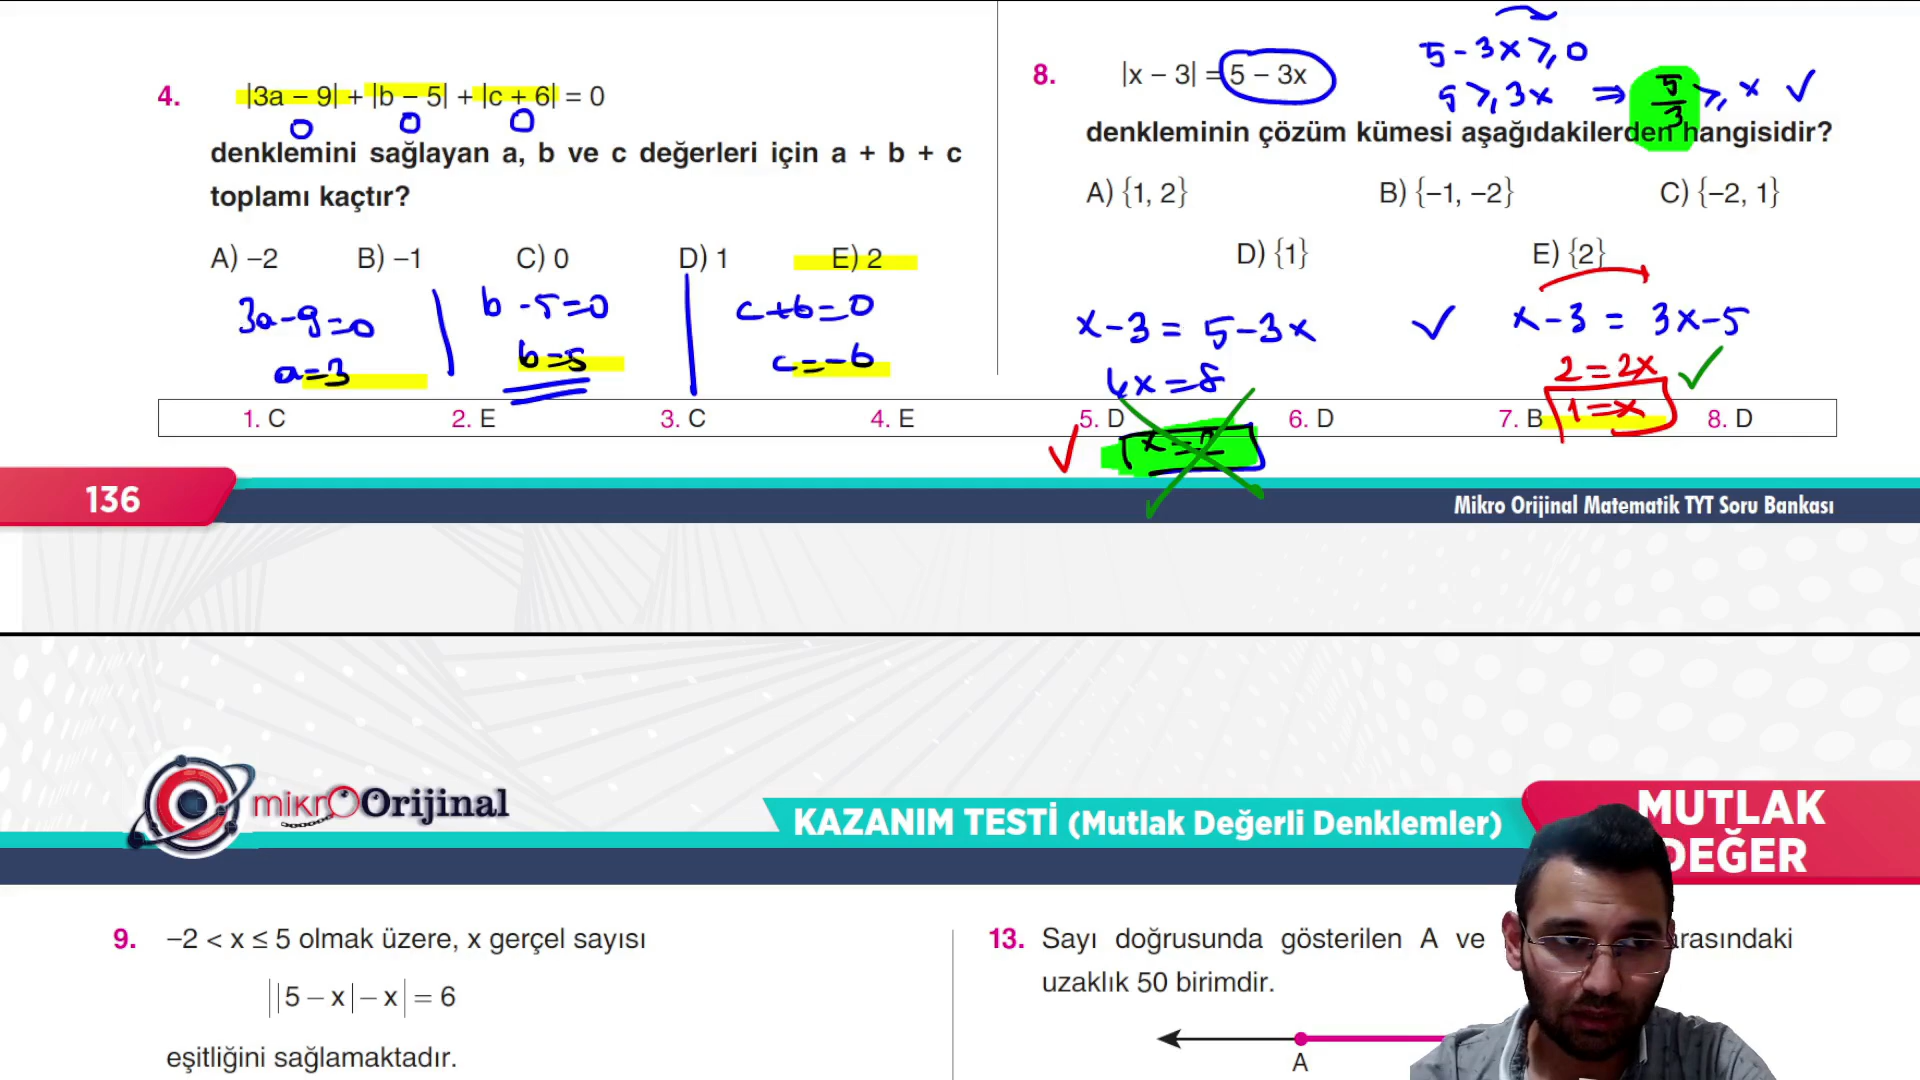 4. |3a – 9| + |b – 5| + |c + 6| = 0
0 0 0
denklemini sağlayan a, b ve c değerleri için a + b + c
toplamı kaçtır?
A) –2 B) –1 C) 0 D) 1 E) 2
3a-9=0
a=3
b-5=0
b=5
c+6=0
c=-6
8. |x – 3| = 5 – 3x
5-3x≥0
5≥3x ⇒ 5/3 ≥ x ✓
denkleminin çözüm kümesi aşağıdakilerden hangisidir?
A) {1, 2} B) {–1, –2} C) {–2, 1}
D) {1} E) {2}
x-3 = 5-3x
4x=8
✓ x-3 = 3x-5
2=2x ✓
1=x
1. C 2. E 3. C 4. E 5. D 6. D 7. B 8. D
136
Mikro Orijinal Matematik TYT Soru Bankası
mikro Orijinal
KAZANIM TESTİ (Mutlak Değerli Denklemler)
MUTLAK
DEĞER
9. –2 < x ≤ 5 olmak üzere, x gerçel sayısı
||5 – x| – x| = 6
eşitliğini sağlamaktadır.
13. Sayı doğrusunda gösterilen A ve arasındaki
uzaklık 50 birimdir.
A